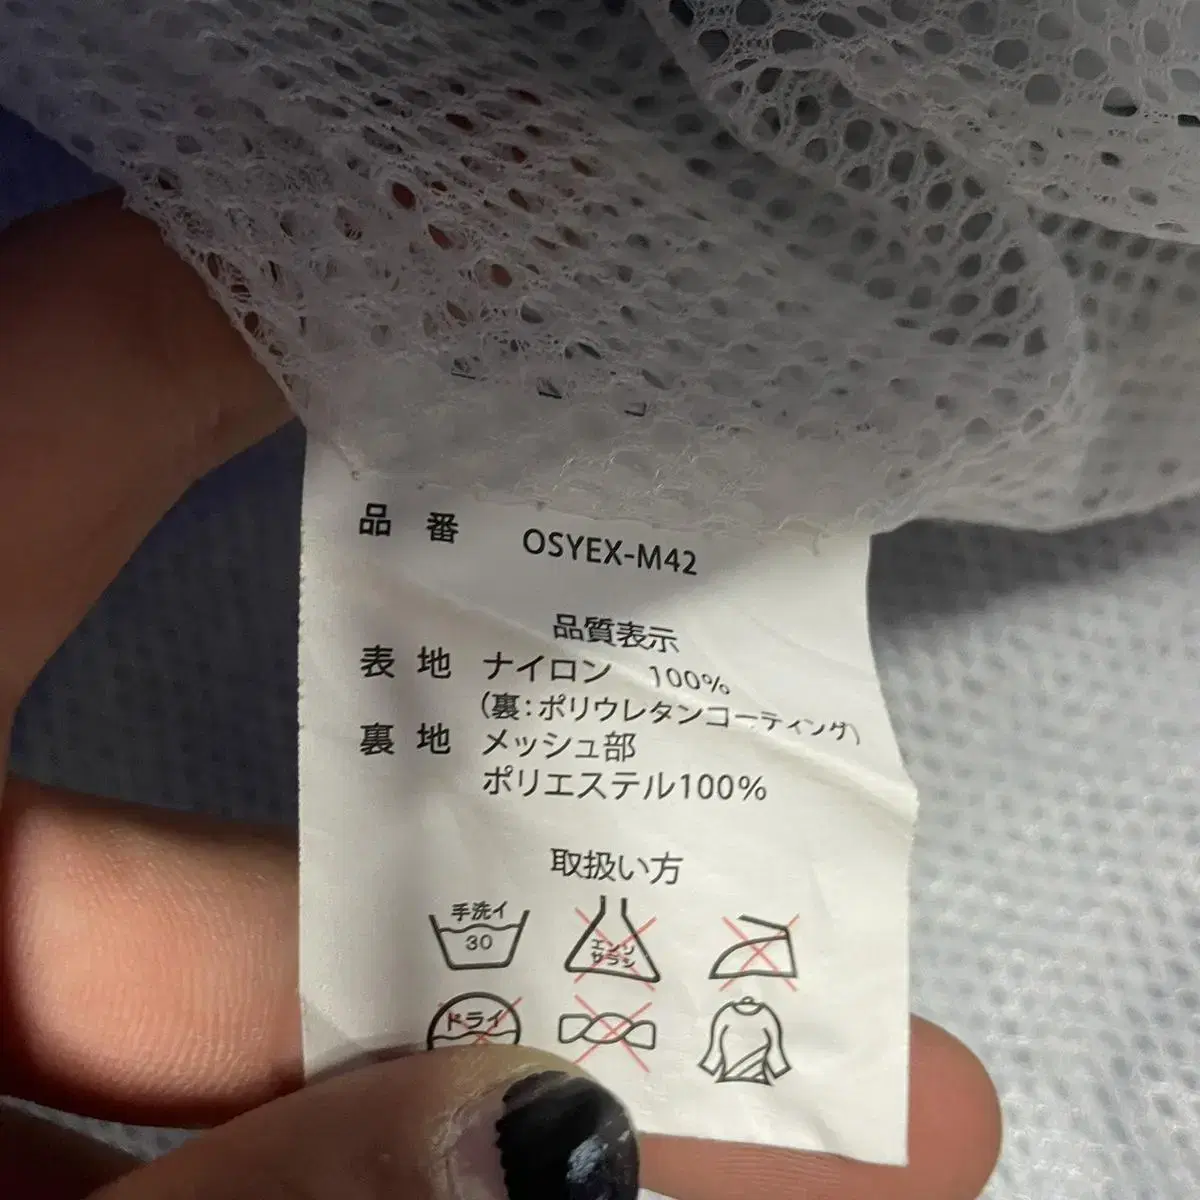 品 番 OSYEX-M42
品質表示
表 地 ナイロン 100%
(裏:ポリウレタンコーティング)
裏 地 メッシュ部
ポリエステル100%
取扱い方
手洗イ
30
エンソ
サラシ
ドライ